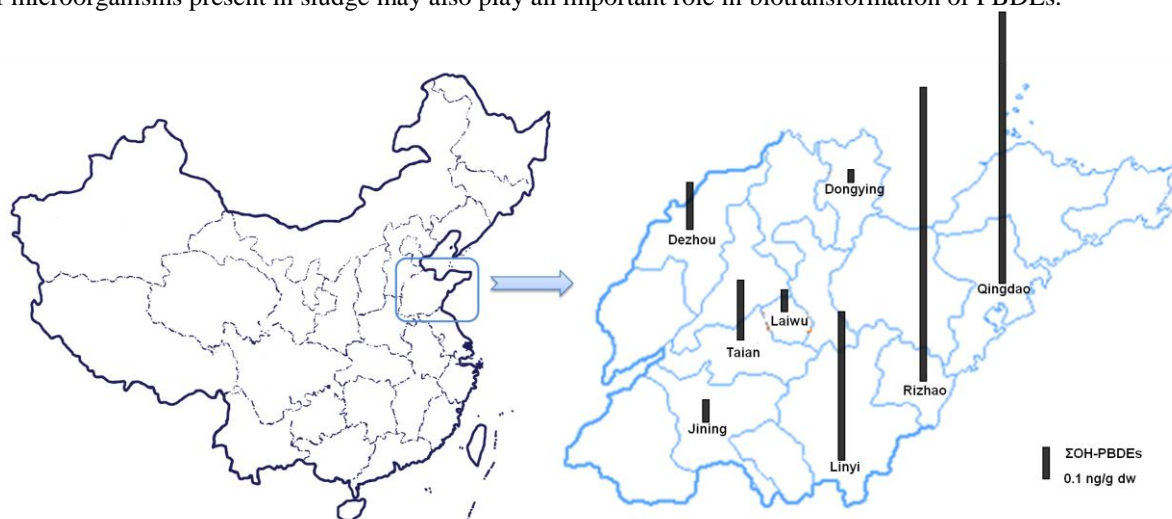 microorganisms present in sludge may also play an important role in biotransformation of PBDEs.
Dongying
Dezhou
Qingdao
Laiwu
Taian
Rizhao
Jining
Linyi
ΣOH-PBDEs
0.1 ng/g dw